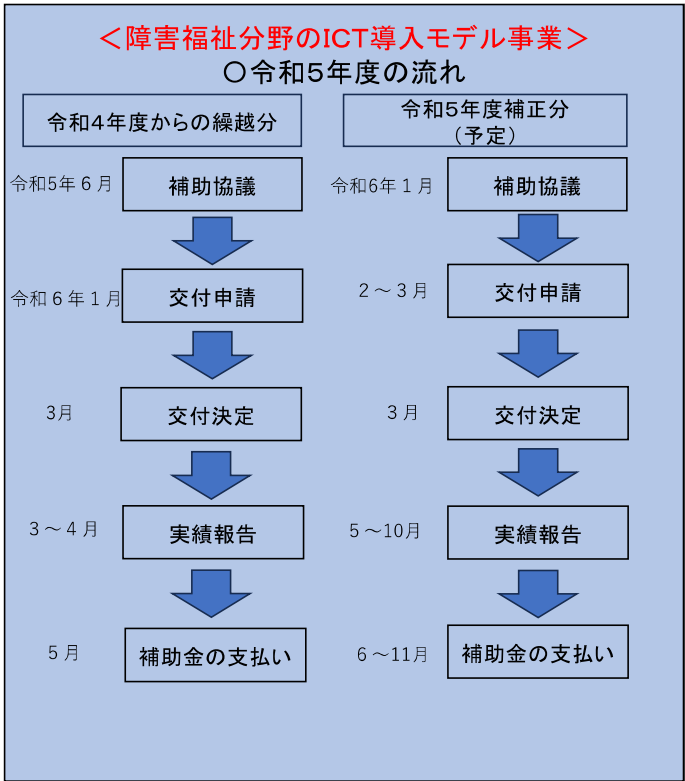 ＜障害福祉分野のICT導入モデル事業＞
〇令和５年度の流れ
令和４年度からの繰越分
令和5年６月
補助協議
令和６年１月
交付申請
3月
交付決定
３～４月
実績報告
５月
補助金の支払い
令和５年度補正分
（予定）
令和6年１月
補助協議
２～３月
交付申請
３月
交付決定
５～10月
実績報告
６～11月
補助金の支払い